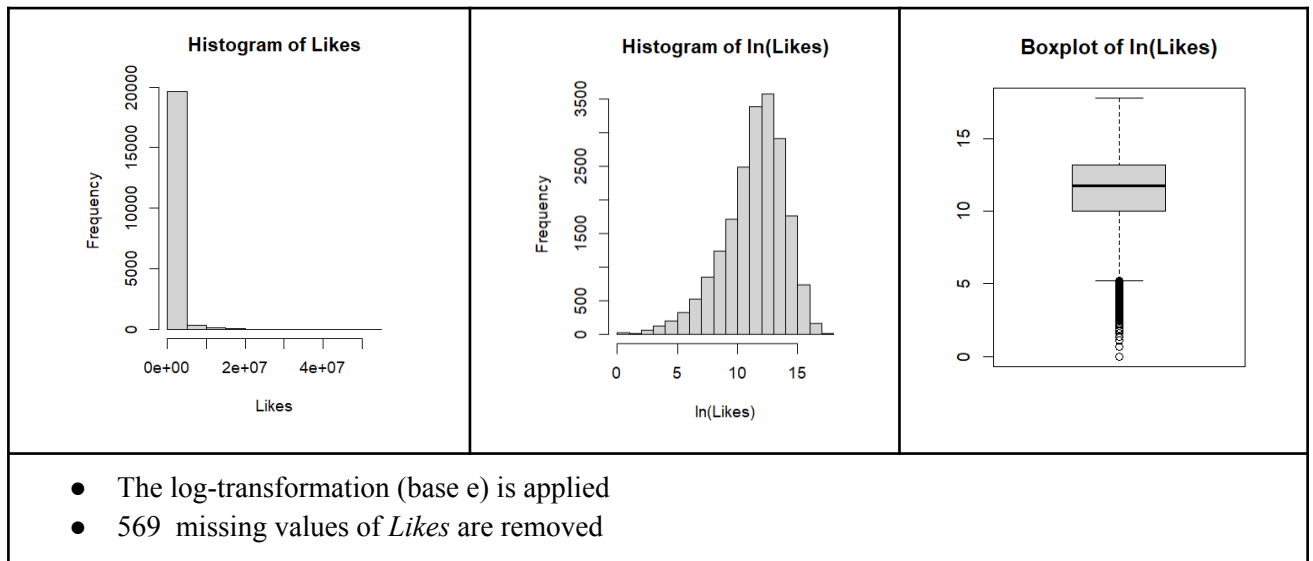 Histogram of Likes
Frequency
20000
15000
10000
5000
0
0e+00 2e+07 4e+07
Likes
Histogram of ln(Likes)
Frequency
3500
2500
1500
500
0
0 5 10 15
ln(Likes)
Boxplot of ln(Likes)
15
10
5
0
● The log-transformation (base e) is applied
● 569 missing values of Likes are removed